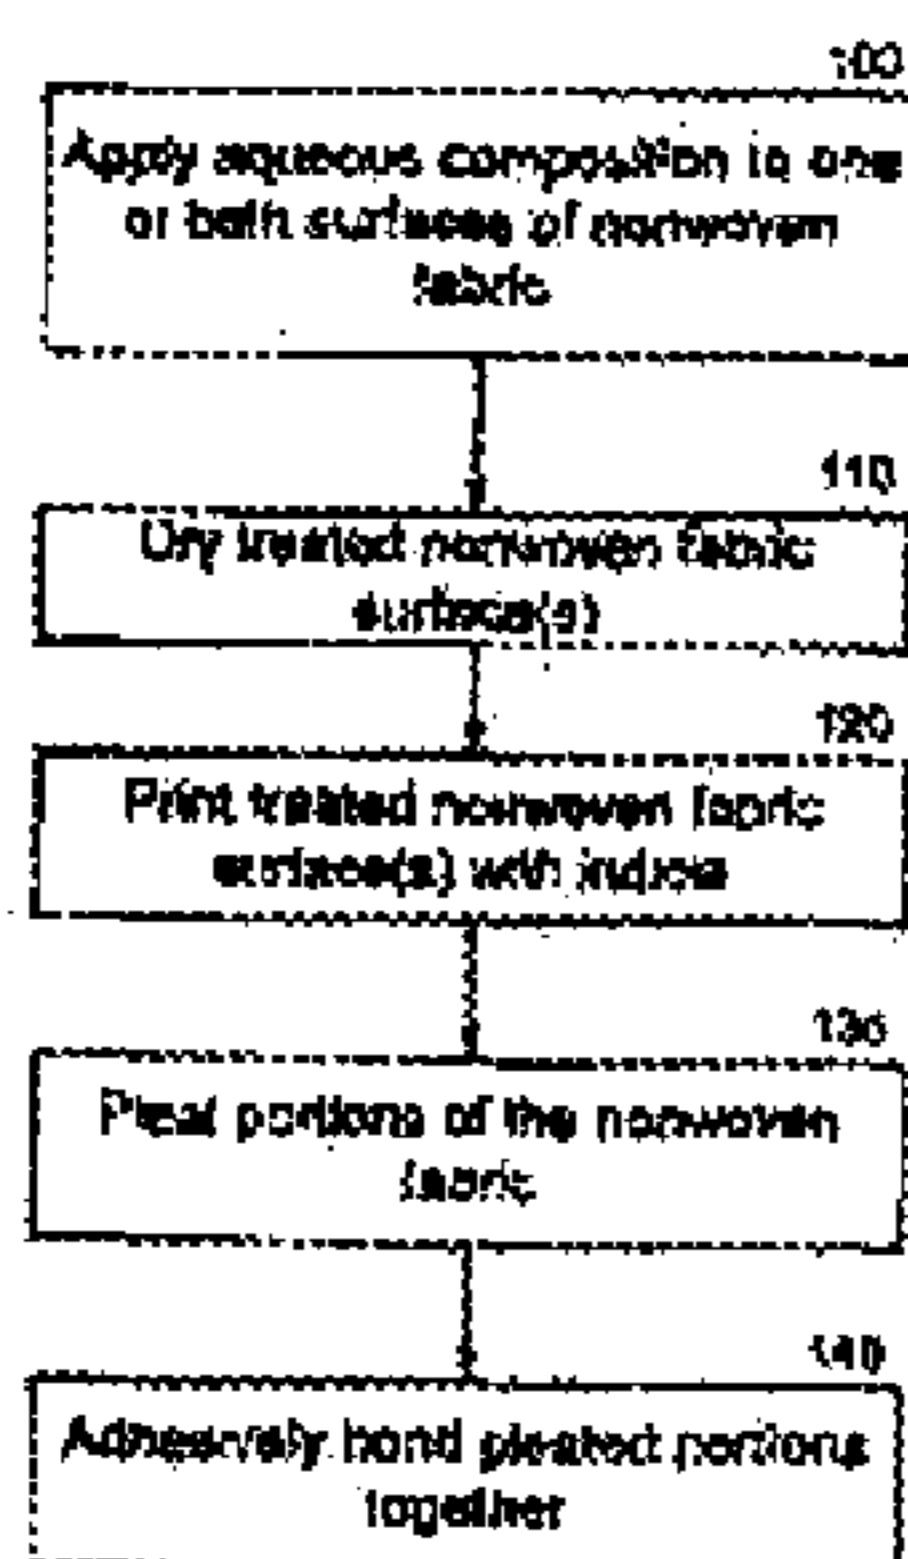 100
Apply aqueous composition to one
or both surfaces of nonwoven
fabric
110
Dry treated nonwoven fabric
surface(s)
120
Print treated nonwoven fabric
surface(s) with indicia
130
Pleat portions of the nonwoven
fabric
140
Adhesively bond pleated portions
together